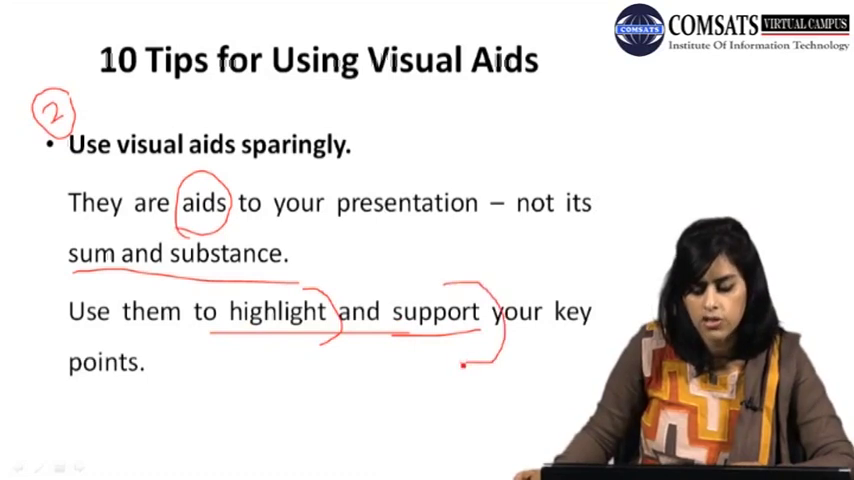 COMSATS VIRTUAL CAMPUS
Institute Of Information Technology
COMSATS
10 Tips for Using Visual Aids
2
• Use visual aids sparingly.
They are aids to your presentation – not its
sum and substance.
Use them to highlight and support your key
points.